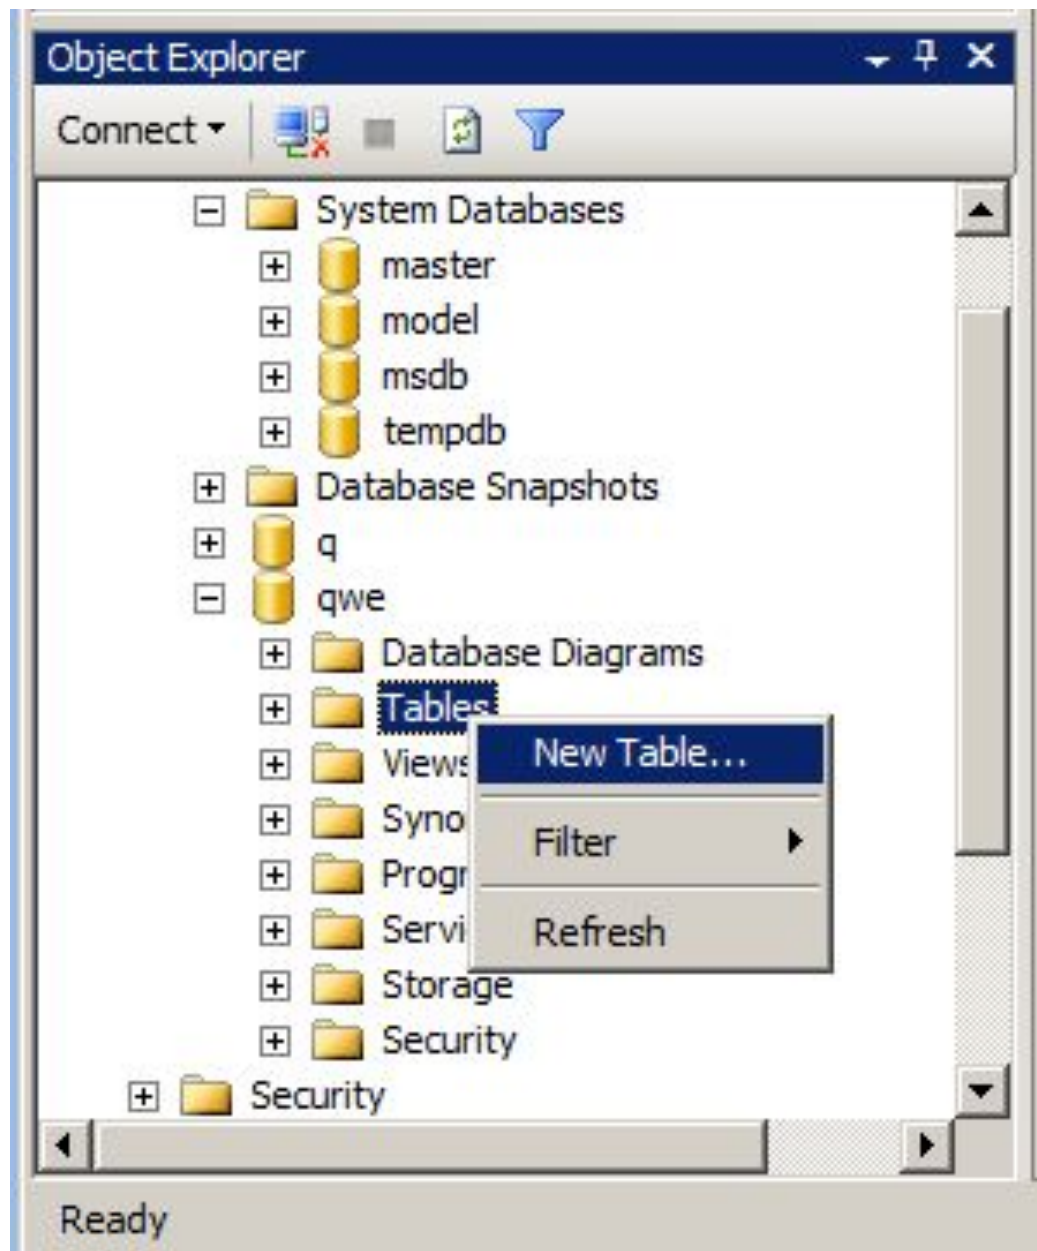 Object Explorer
Connect
System Databases
master
model
msdb
tempdb
Database Snapshots
q
qwe
Database Diagrams
Tables
New Table...
Views
Filter
Refresh
Storage
Security
Security
Ready